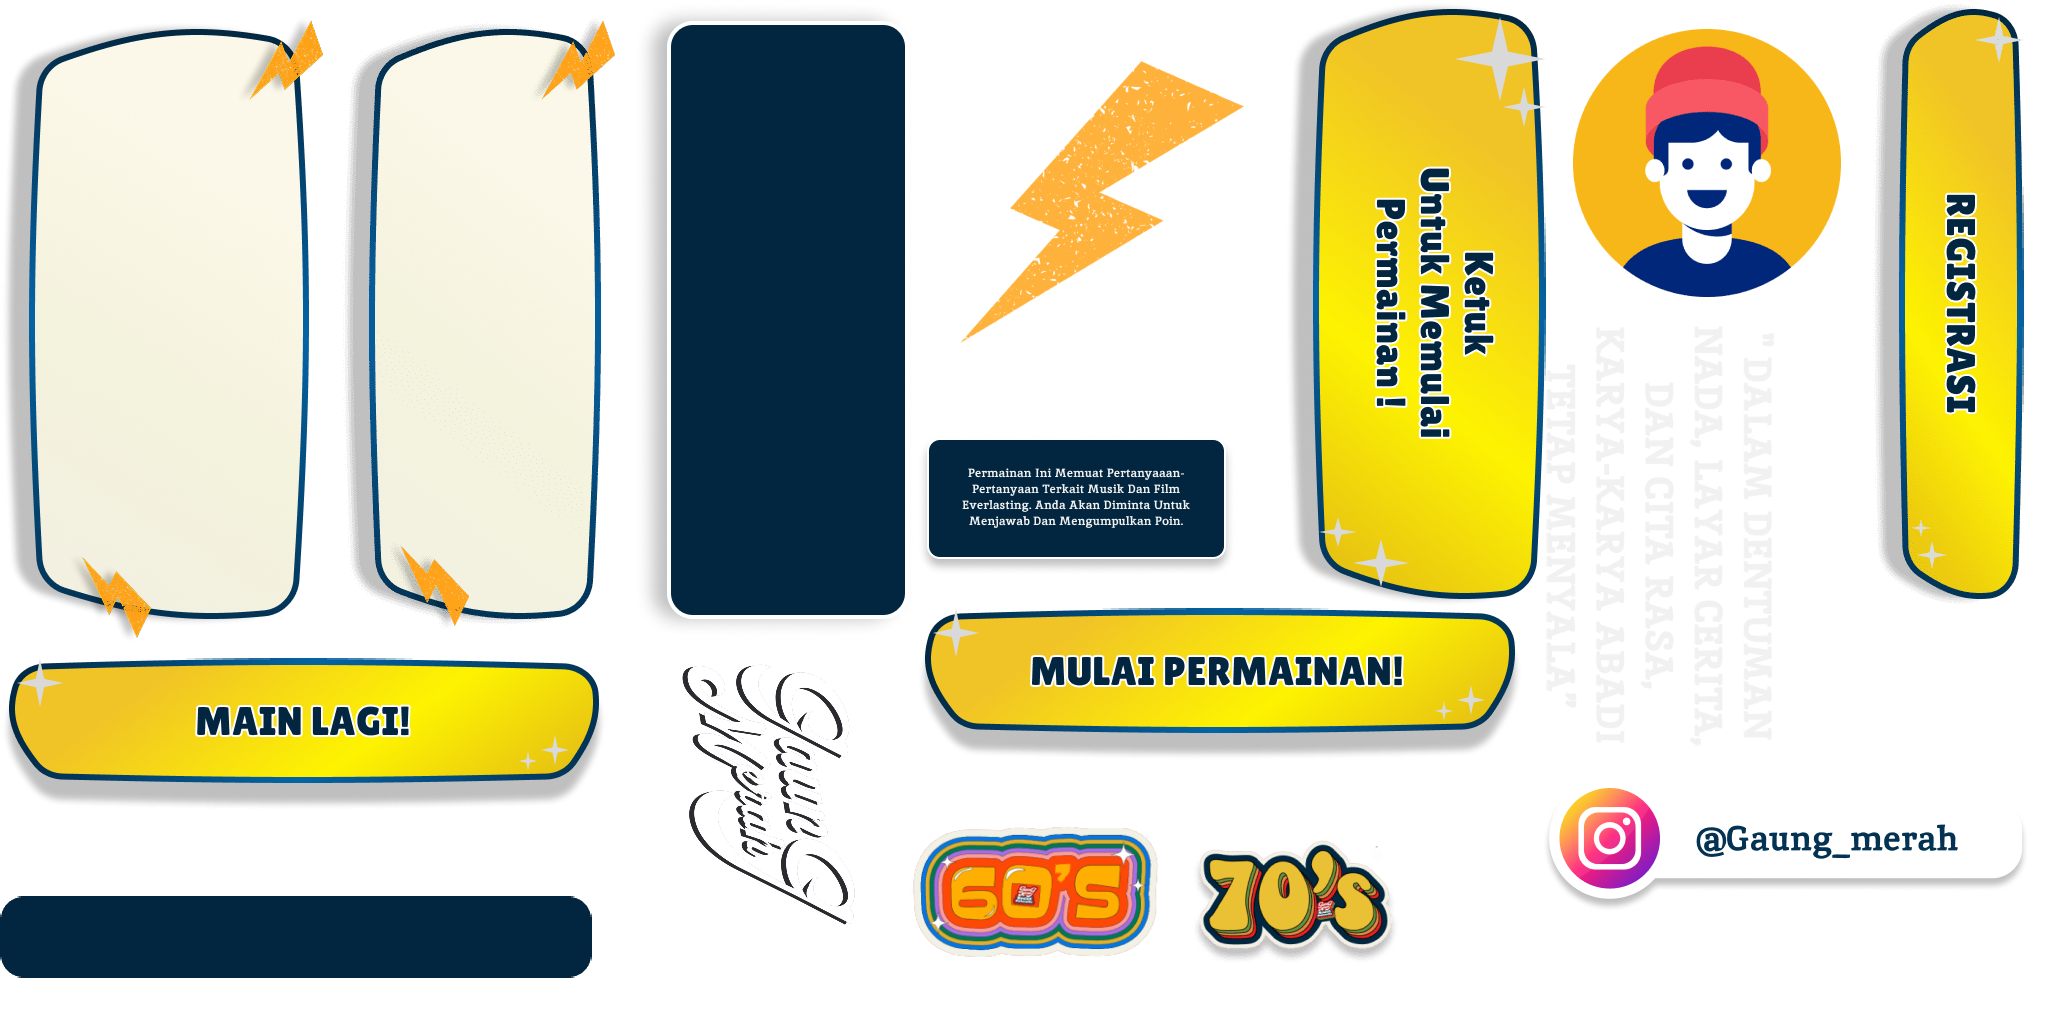 Ketuk
Untuk Memulai
Permainan !
REGISTRASI
Permainan Ini Memuat Pertanyaaan-
Pertanyaan Terkait Musik Dan Film
Everlasting. Anda Akan Diminta Untuk
Menjawab Dan Mengumpulkan Poin.
"DALAM DENTUMAN
NADA, LAYAR CERITA,
DAN CITA RASA,
KARYA-KARYA ABADI
TETAP MENYALA"
MAIN LAGI!
MULAI PERMAINAN!
Gaung
Merah
60's
70's
@Gaung_merah